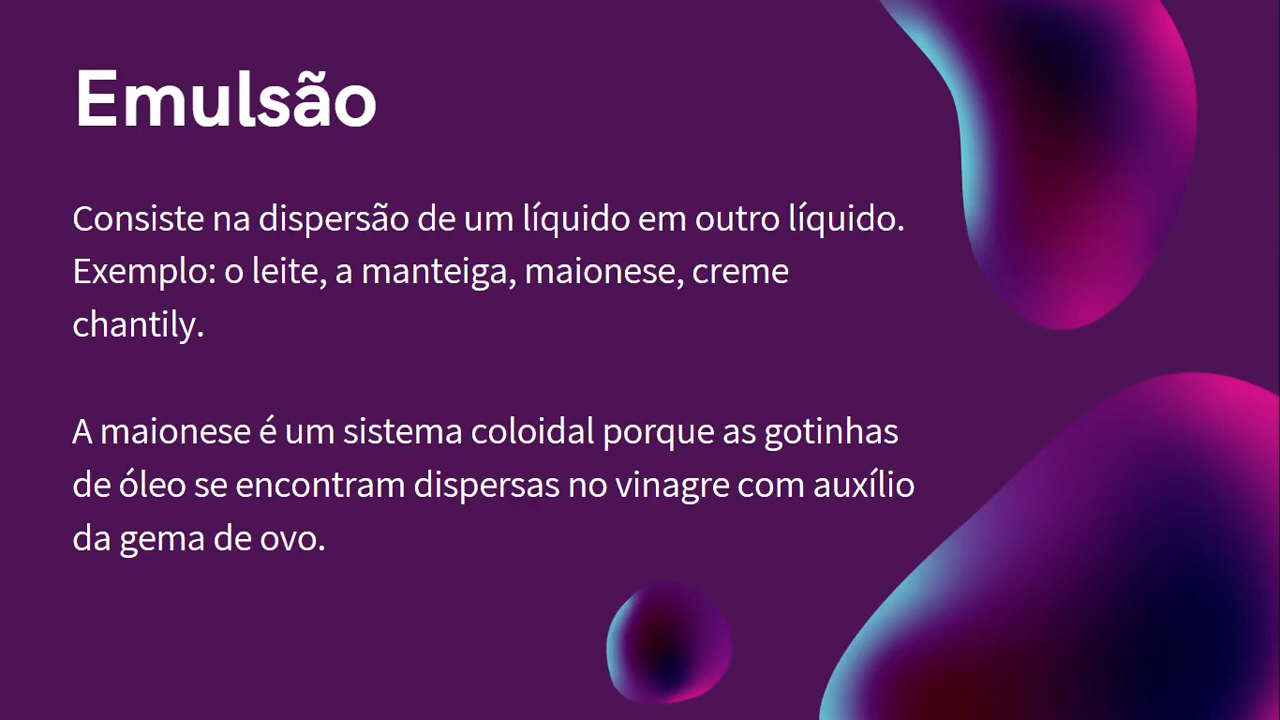 Emulsão
Consiste na dispersão de um líquido em outro líquido.
Exemplo: o leite, a manteiga, maionese, creme
chantily.
A maionese é um sistema coloidal porque as gotinhas
de óleo se encontram dispersas no vinagre com auxílio
da gema de ovo.